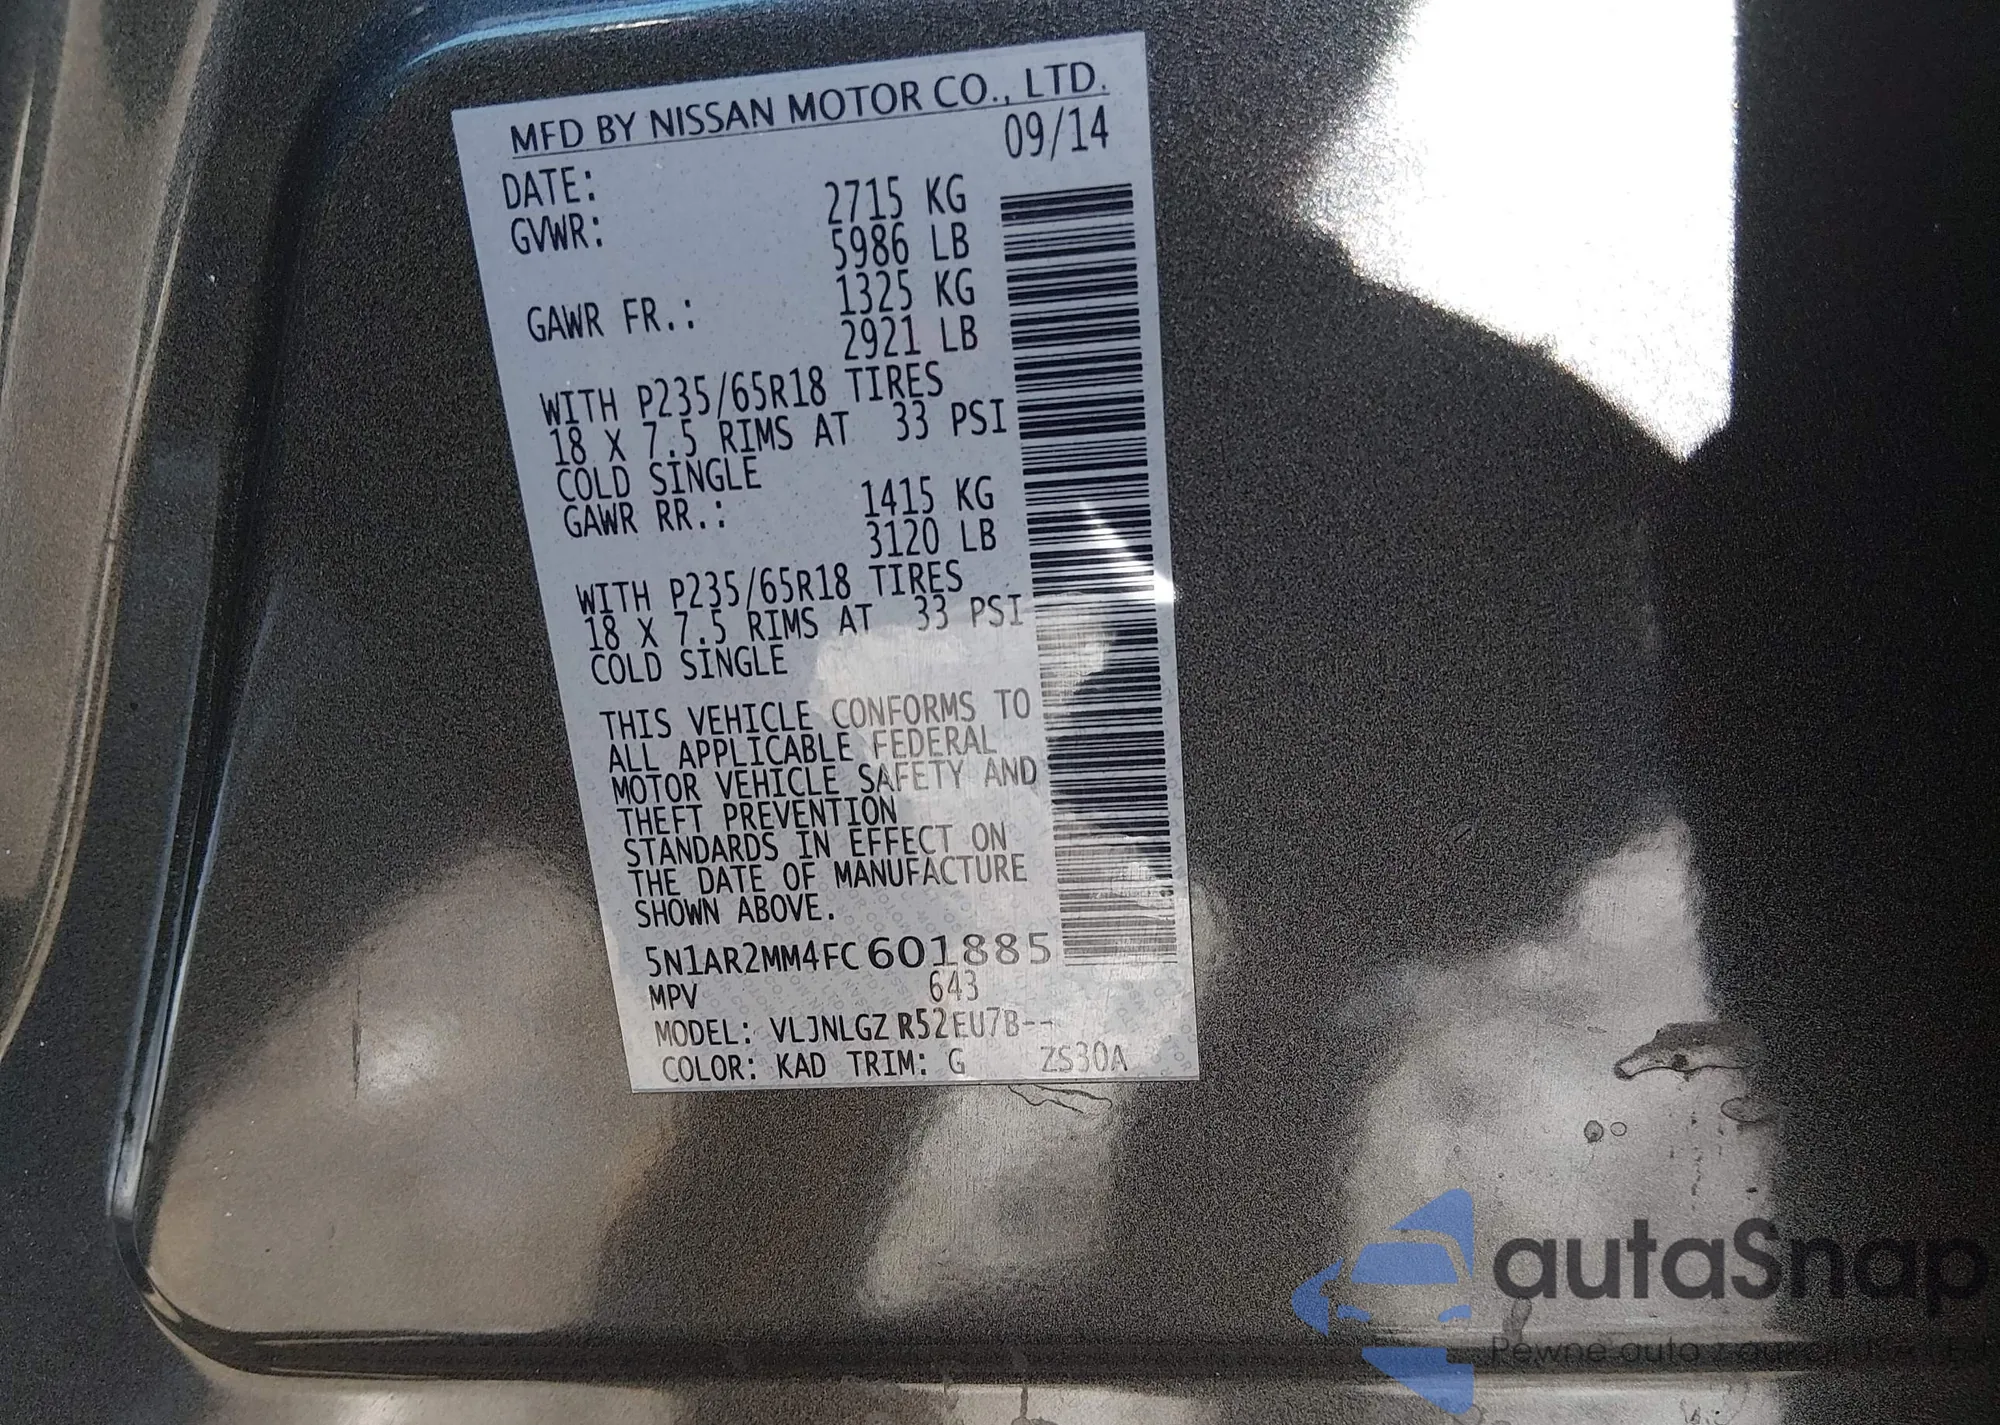 MFD BY NISSAN MOTOR CO., LTD.
DATE: 09/14
GVWR: 2715 KG
5986 LB
GAWR FR.: 1325 KG
2921 LB
WITH P235/65R18 TIRES
18 X 7.5 RIMS AT 33 PSI
COLD SINGLE
GAWR RR.: 1415 KG
3120 LB
WITH P235/65R18 TIRES
18 X 7.5 RIMS AT 33 PSI
COLD SINGLE
THIS VEHICLE CONFORMS TO
ALL APPLICABLE FEDERAL
MOTOR VEHICLE SAFETY AND
THEFT PREVENTION
STANDARDS IN EFFECT ON
THE DATE OF MANUFACTURE
SHOWN ABOVE.
5N1AR2MM4FC601885
MPV 643
MODEL: VLJNLGZ R52EU7B--
COLOR: KAD TRIM: G ZS30A
autaSnap
Pewne auto z